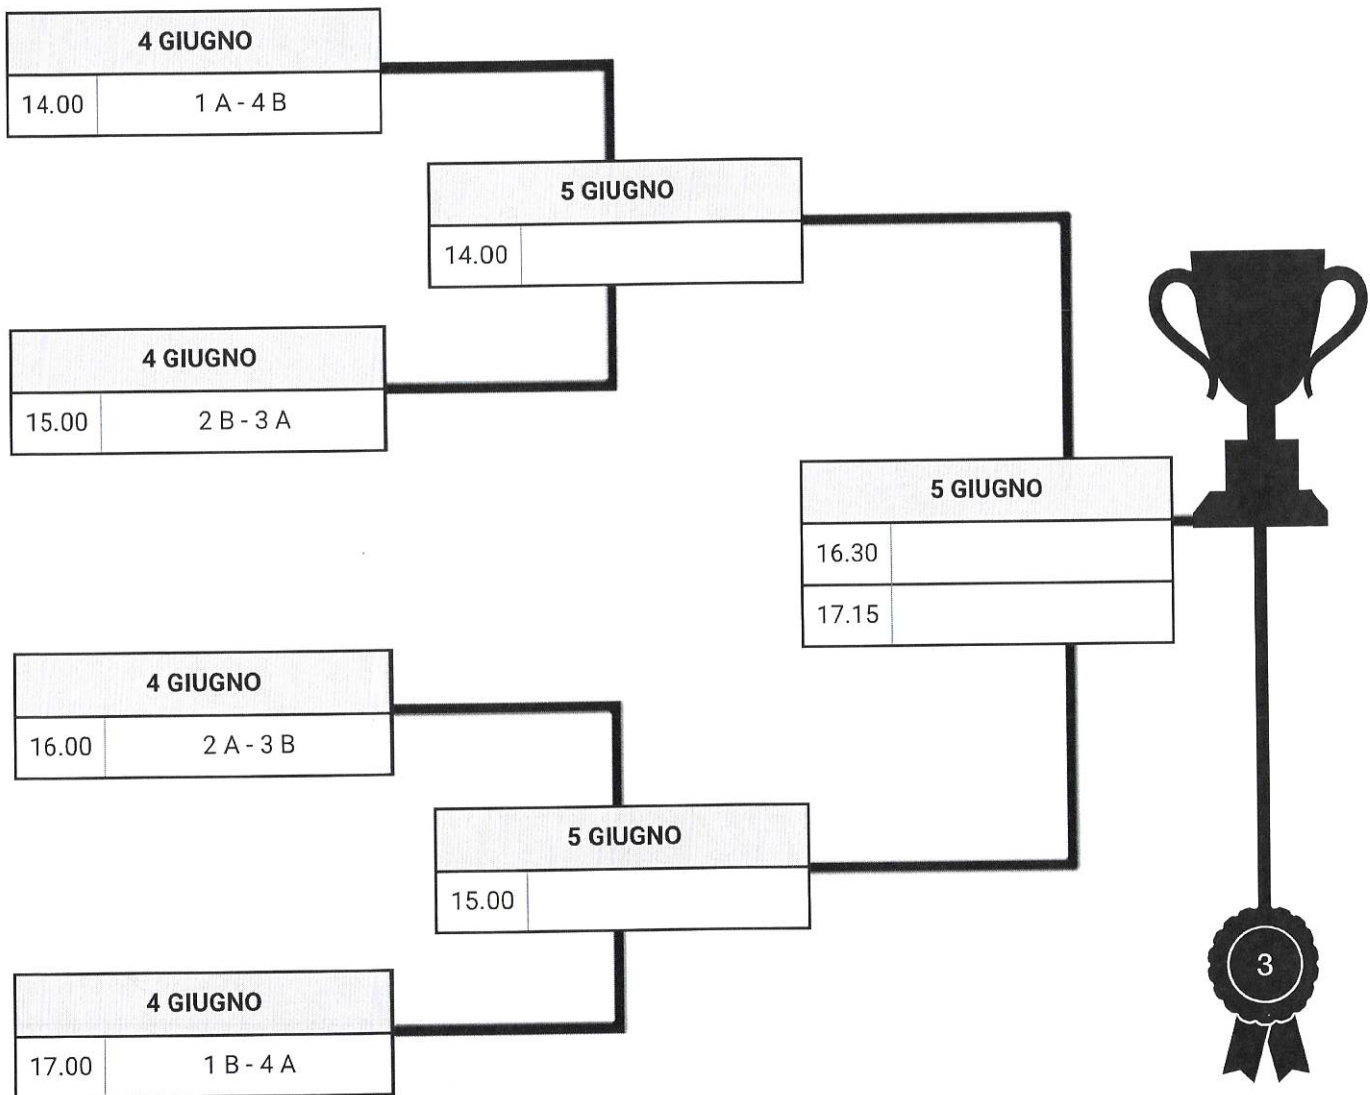 4 GIUGNO
14.00 1 A - 4 B
5 GIUGNO
14.00
4 GIUGNO
15.00 2 B - 3 A
5 GIUGNO
16.30
17.15
4 GIUGNO
16.00 2 A - 3 B
5 GIUGNO
15.00
3
4 GIUGNO
17.00 1 B - 4 A